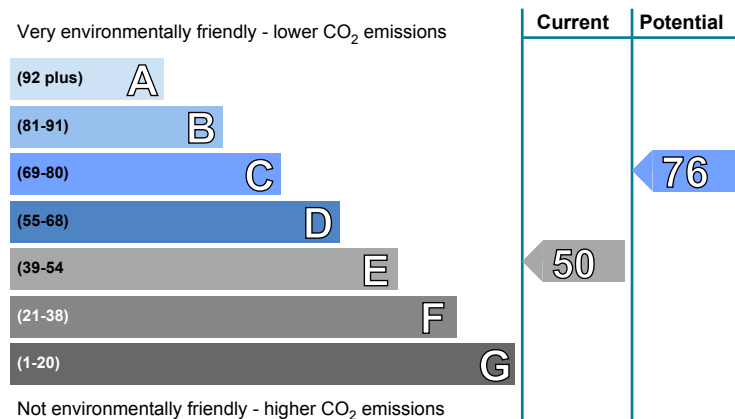 Current Potential
Very environmentally friendly - lower CO₂ emissions
(92 plus) A
(81-91) B
(69-80) C
76
(55-68) D
(39-54 E
50
(21-38) F
(1-20) G
Not environmentally friendly - higher CO₂ emissions